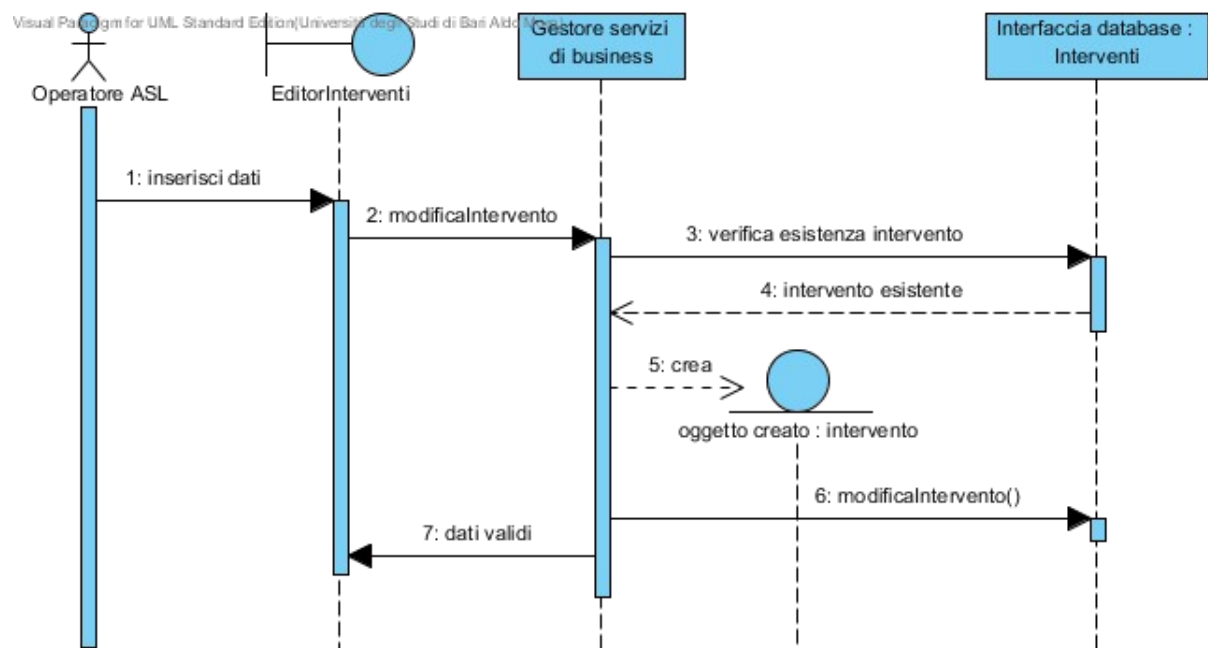 Visual Paradigm for UML Standard Edition(Università degli Studi di Bari Aldo Moro)
Gestore servizi
di business
Interfaccia database :
Interventi
Operatore ASL
EditorInterventi
1: inserisci dati
2: modificaIntervento
3: verifica esistenza intervento
4: intervento esistente
5: crea
oggetto creato : intervento
6: modificaIntervento()
7: dati validi